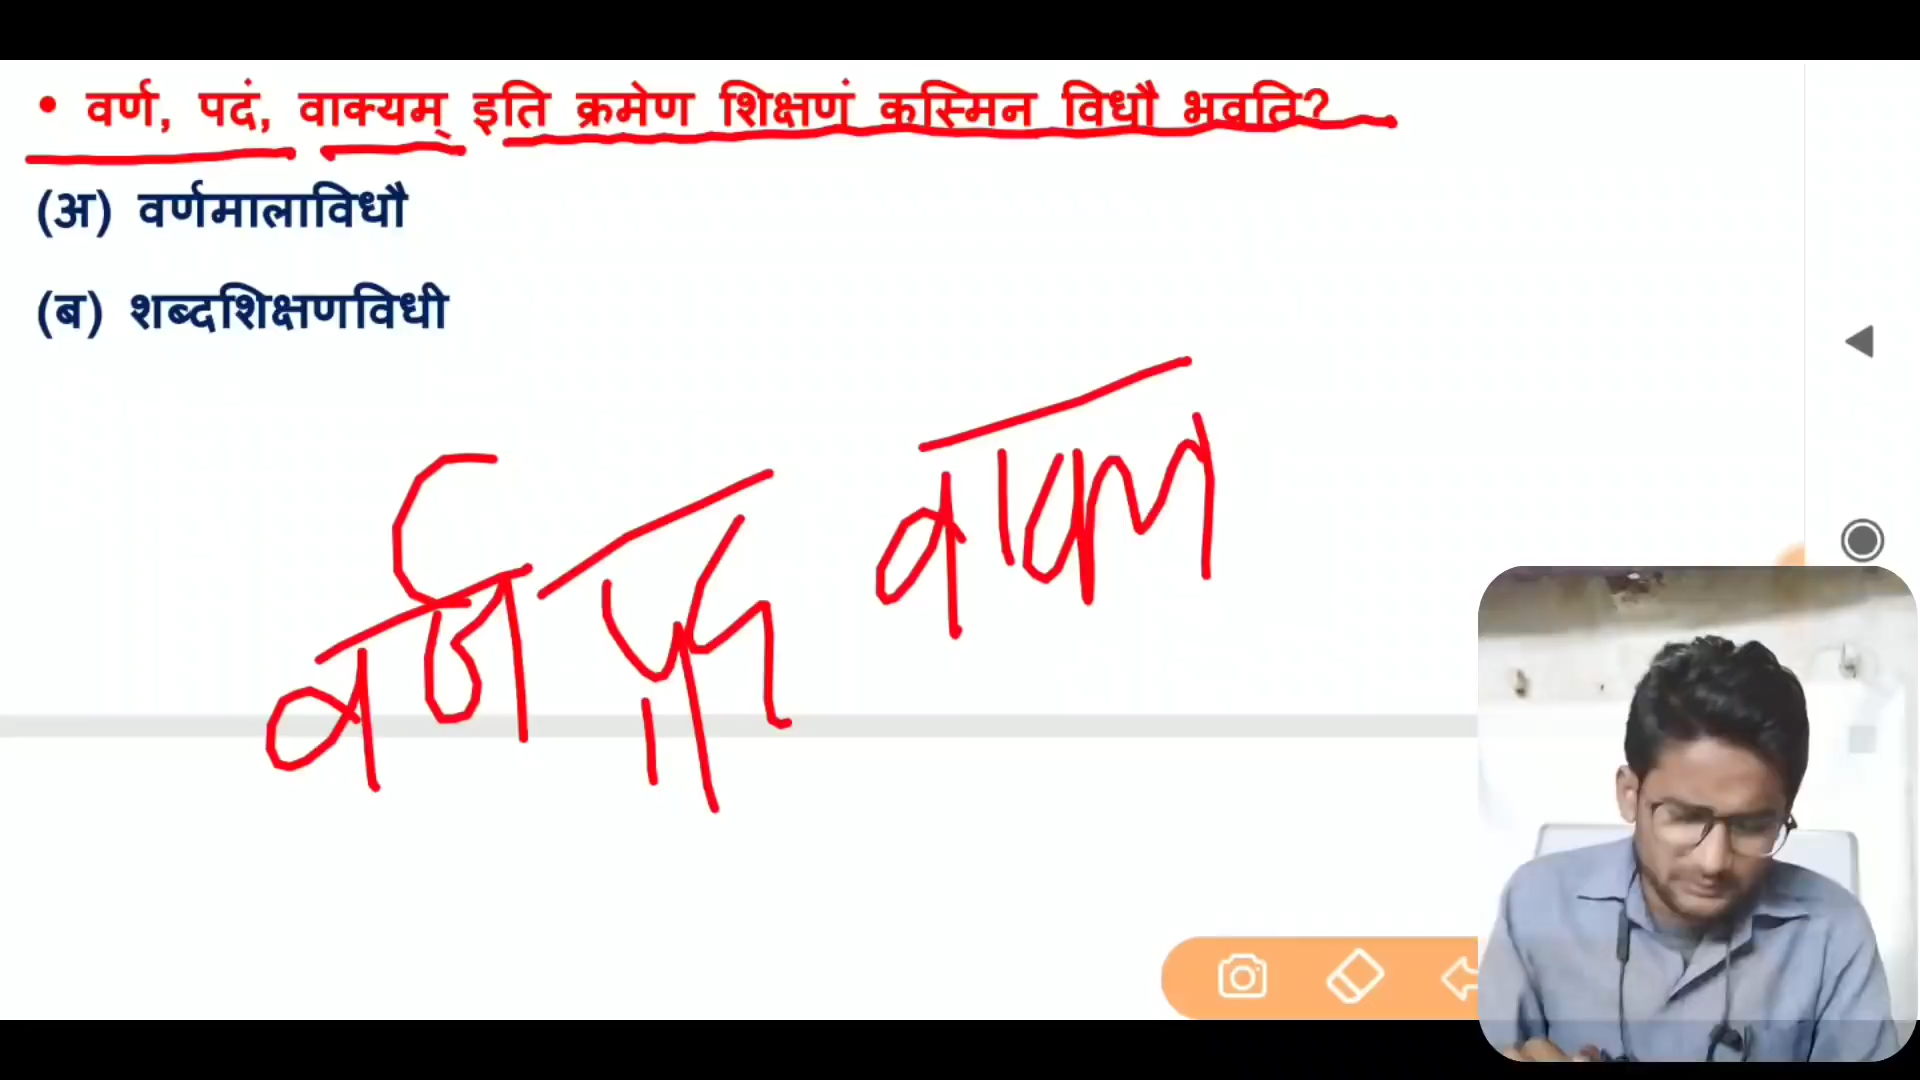 • वर्ण, पदं, वाक्यम् इति क्रमेण शिक्षणं कस्मिन विधौ भवति?
(अ) वर्णमालाविधौ
(ब) शब्दशिक्षणविधी
वर्ण पद वाक्य